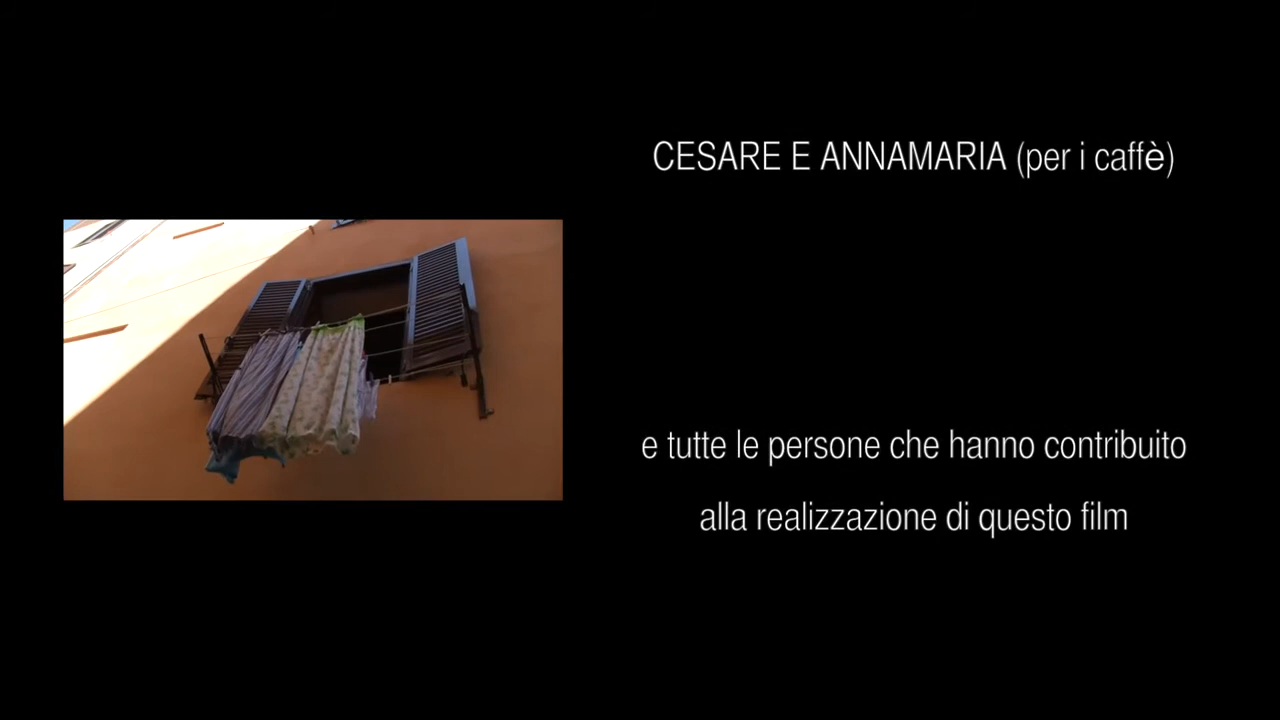 CESARE E ANNAMARIA (per i caffè)
e tutte le persone che hanno contribuito
alla realizzazione di questo film